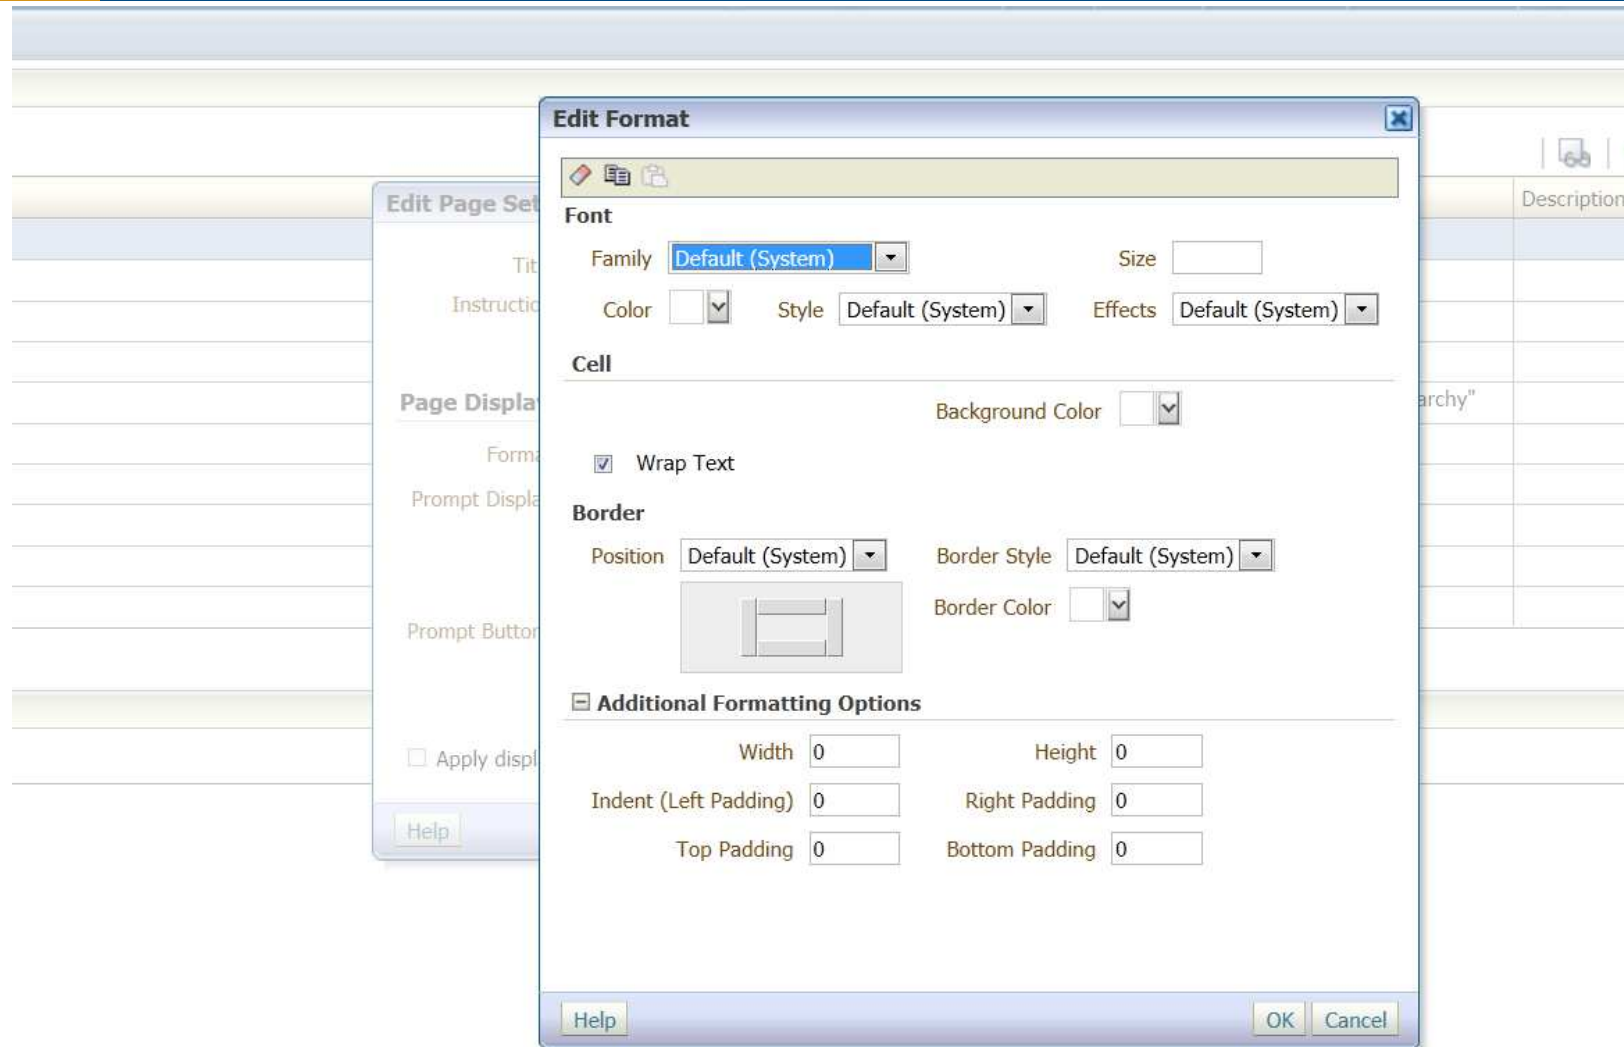 Edit Format
Description
Edit Page Set
Font
Family Default (System) Size
Tit
Instructio
Color Style Default (System) Effects Default (System)
Cell
Page Displa
Background Color
archy"
Forma
Wrap Text
Prompt Displa
Border
Position Default (System) Border Style Default (System)
Border Color
Prompt Button
Additional Formatting Options
Width 0 Height 0
Apply displ
Indent (Left Padding) 0 Right Padding 0
Help
Top Padding 0 Bottom Padding 0
Help OK Cancel